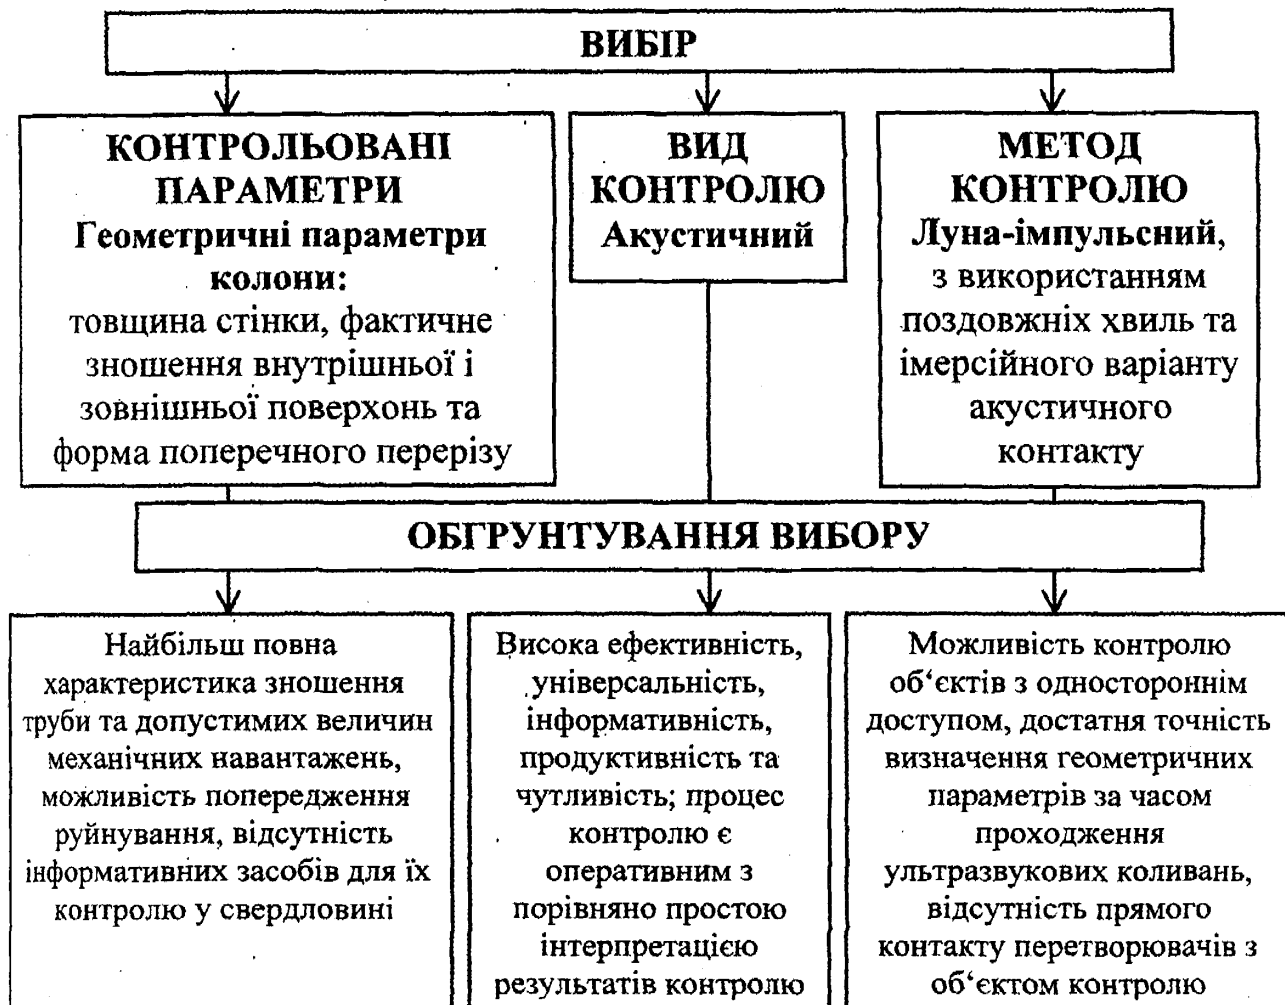 ВИБІР
КОНТРОЛЬОВАНІ
ПАРАМЕТРИ
Геометричні параметри
колони:
товщина стінки, фактичне
зношення внутрішньої і
зовнішньої поверхонь та
форма поперечного перерізу
ВИД
КОНТРОЛЮ
Акустичний
МЕТОД
КОНТРОЛЮ
Луна-імпульсний,
з використанням
поздовжніх хвиль та
імерсійного варіанту
акустичного
контакту
ОБГРУНТУВАННЯ ВИБОРУ
Найбільш повна
характеристика зношення
труби та допустимих величин
механічних навантажень,
можливість попередження
руйнування, відсутність
інформативних засобів для їх
контролю у свердловині
Висока ефективність,
універсальність,
інформативність,
продуктивність та
чутливість; процес
контролю є
оперативним з
порівняно простою
інтерпретацією
результатів контролю
Можливість контролю
об‘єктів з одностороннім
доступом, достатня точність
визначення геометричних
параметрів за часом
проходження
ультразвукових коливань,
відсутність прямого
контакту перетворювачів з
об‘єктом контролю